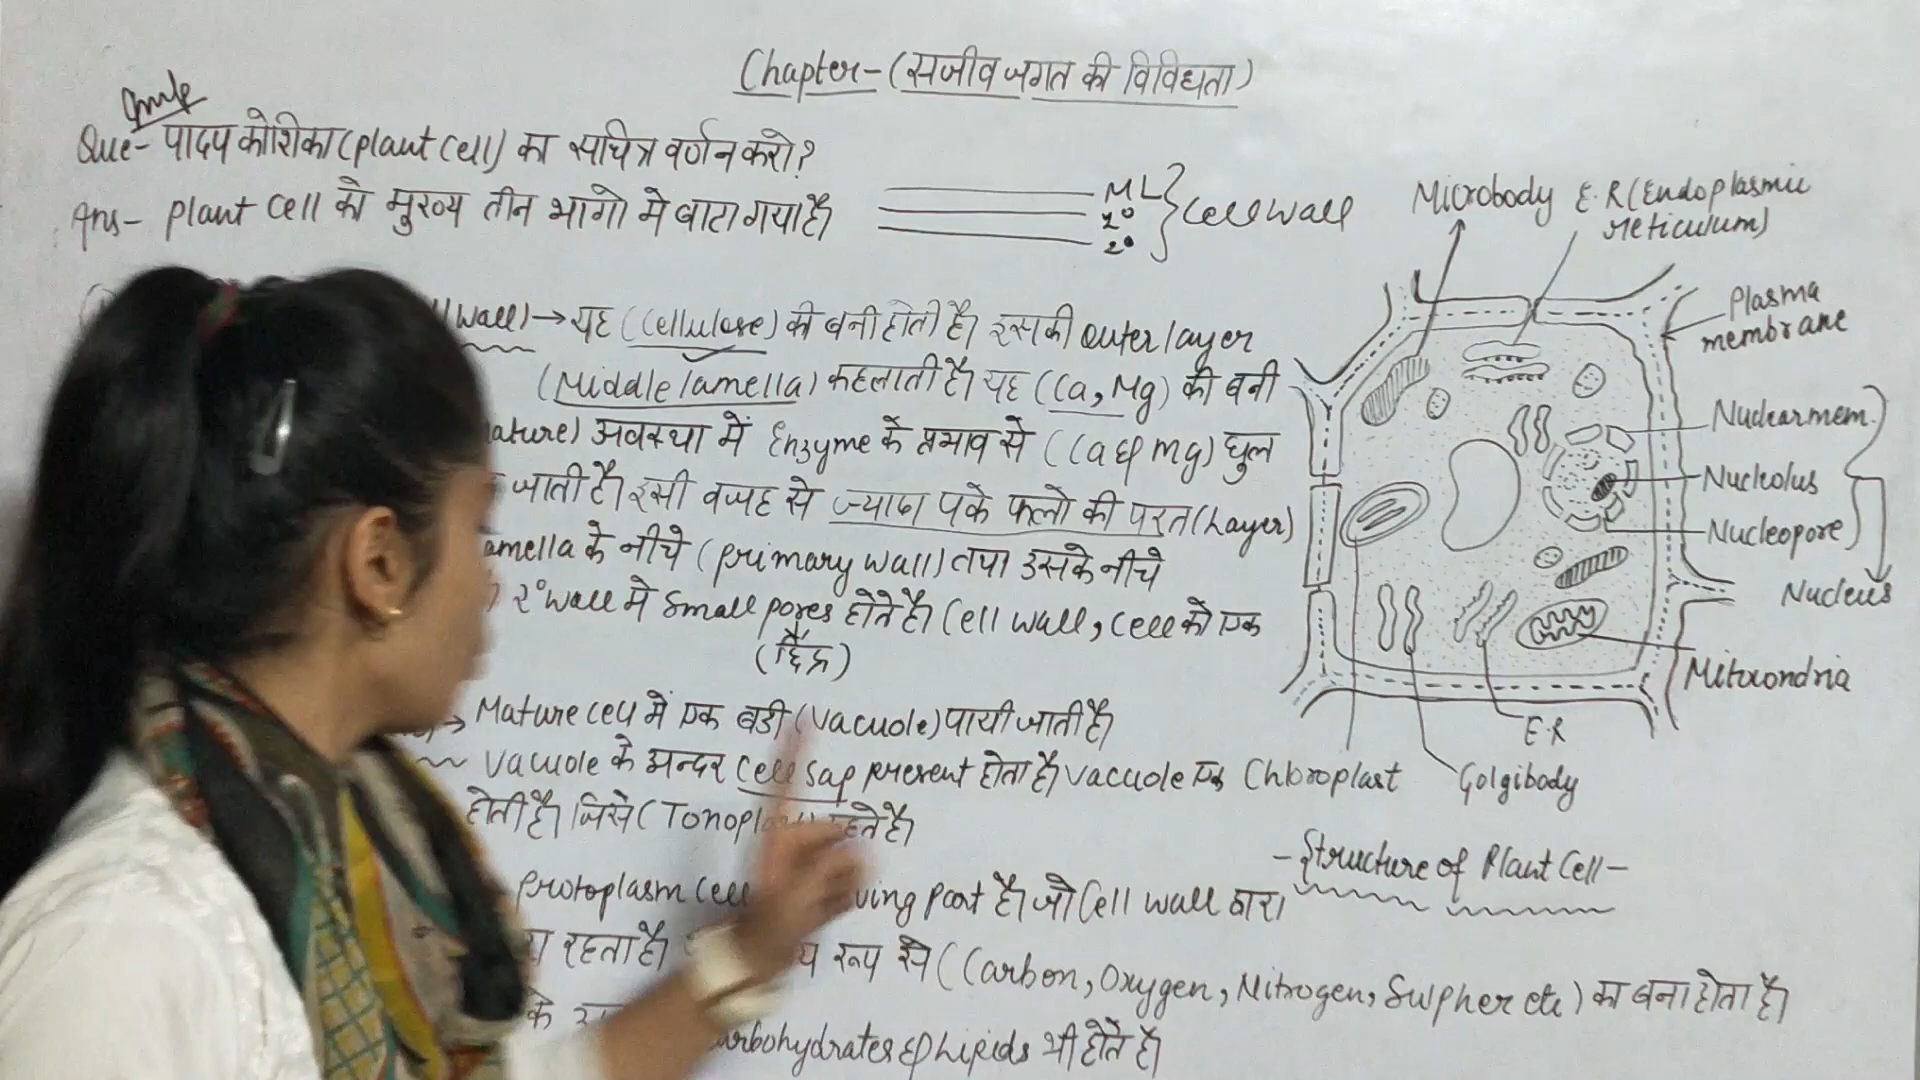 Chapter-(सजीव जगत की विविधता)
Que- पादप कोशिका(plant cell) का सचित्र वर्णन करो?
Ans- plant cell को मुख्य तीन भागो मे बाटा गया है।
ML
1°
2°
Cell wall
wall)→ यह (Cellulose) की बनी होती है। इसकी outer layer
(Middle lamella) कहलाती है। यह (Ca, Mg) की बनी
ature) अवस्था में Enzyme के प्रभाव से (Ca & Mg) घुल
जाती है। इसी वजह से ज्यादा पके फलो की परत(Layer)
amella के नीचे (primary wall) तथा उसके नीचे
2° wall मे small pores होते है। Cell wall, cell को एक
(छिद्र)
→ Mature cell में एक बडी (Vacuole) पायी जाती है।
Vacuole के अन्दर cell sap present होता है। Vacuole एक
होती है। जिसे (Tonopl
protoplasm cell ving part है। जो Cell wall द्वारा
रहता है। रूप से (Carbon, Oxygen, Nitrogen, Sulpher etc) का बना होता है।
के
arbohydrates & Lipids भी होते है।
Microbody
E.R (Endoplasmic
reticulum)
Plasma
membrane
Nuclear mem.
Nucleolus
Nucleopore
Nucleus
Mitocondria
E.R
Golgibody
Chloroplast
-Structure of Plant Cell-